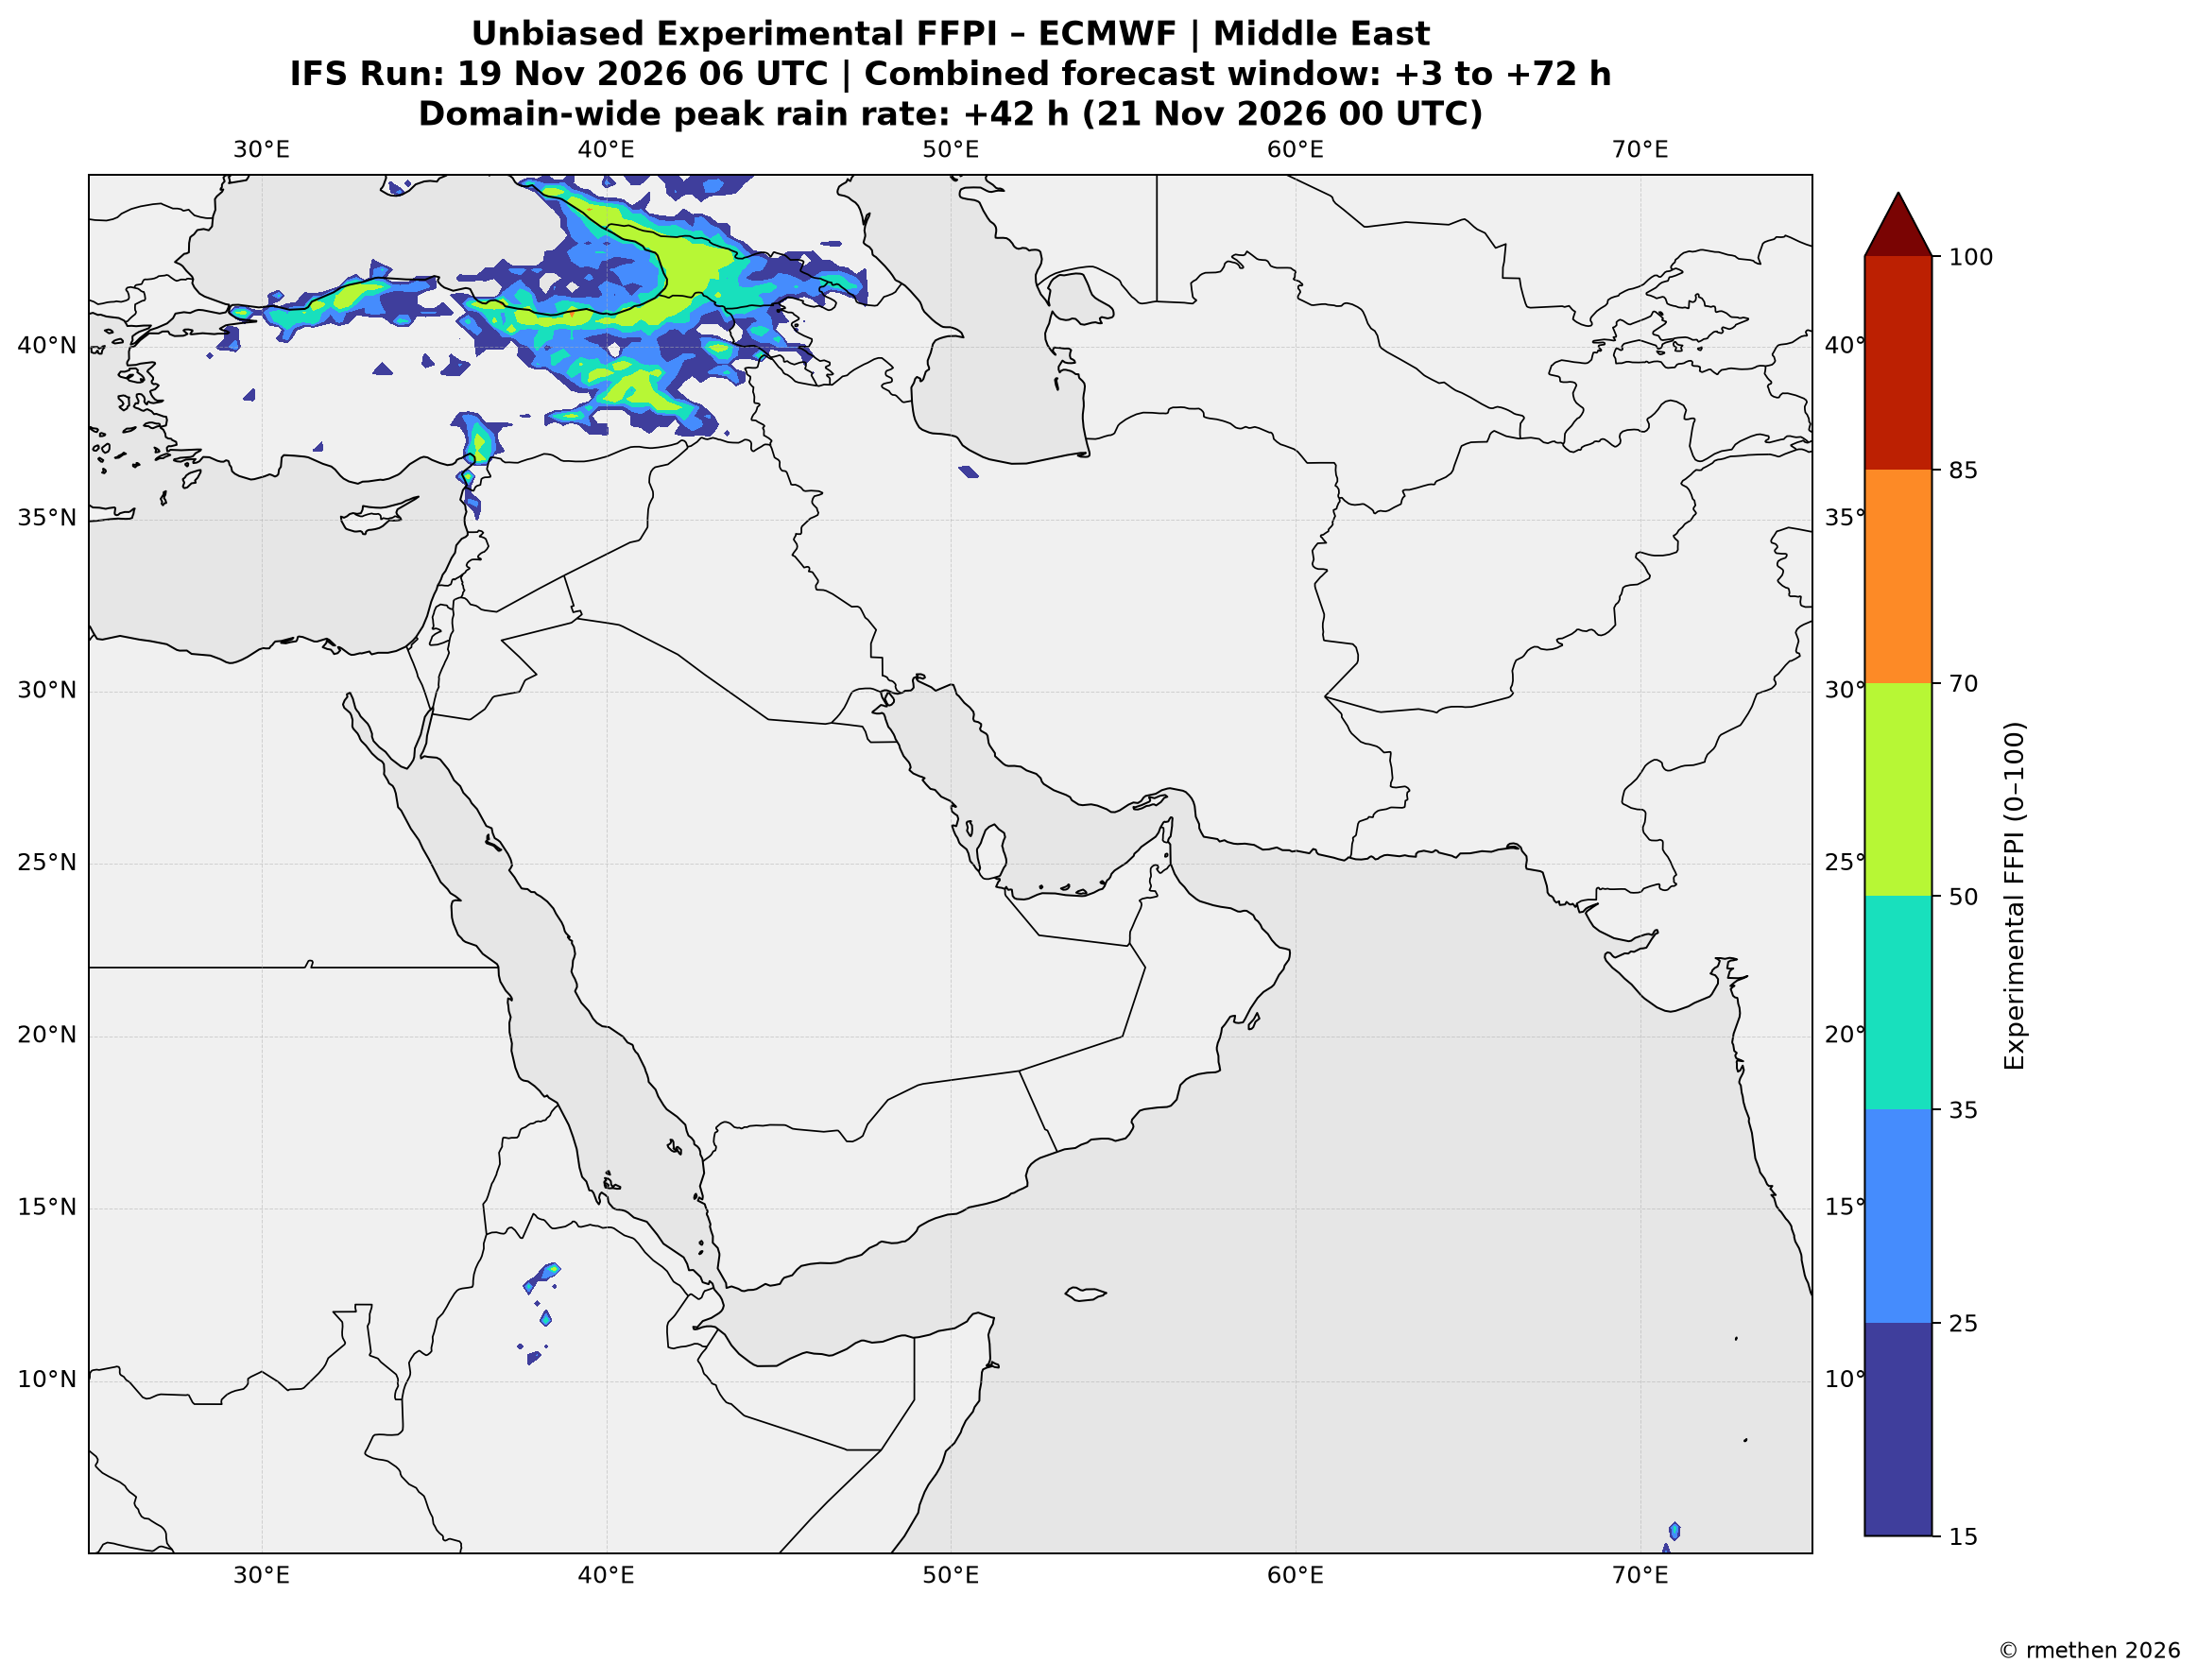 Unbiased Experimental FFPI – ECMWF | Middle East
IFS Run: 19 Nov 2026 06 UTC | Combined forecast window: +3 to +72 h
Domain-wide peak rain rate: +42 h (21 Nov 2026 00 UTC)
30°E 40°E 50°E 60°E 70°E
40°N 40°
35°N 35°
30°N 30°
25°N 25°
20°N 20°
15°N 15°
10°N 10°
30°E 40°E 50°E 60°E 70°E
100
85
70
50
35
25
15
Experimental FFPI (0–100)
© rmethen 2026